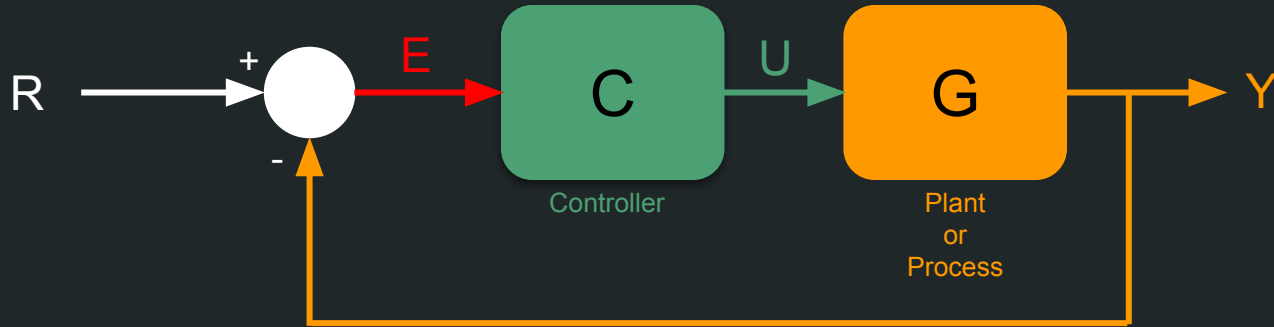 R
+
-
E
C
Controller
U
G
Plant
or
Process
Y